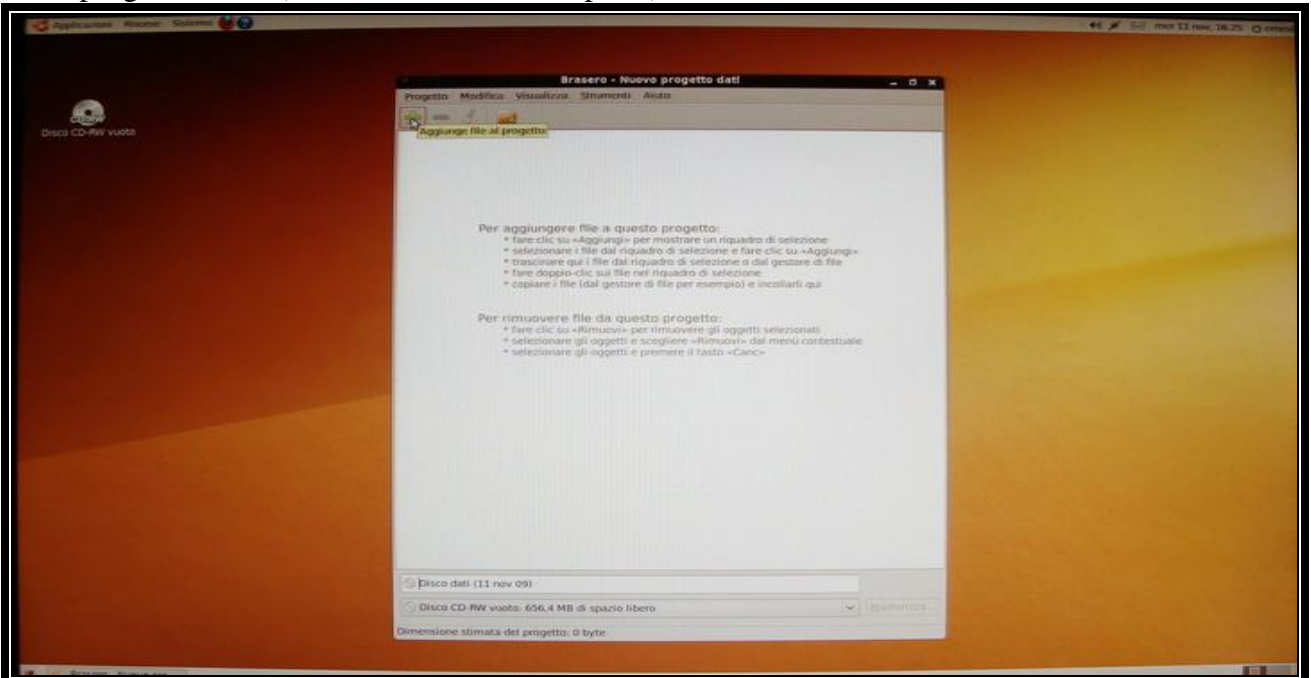 Applicazioni Risorse Sistema
mer 11 nov, 16.25
Disco CD-RW vuoto
Brasero - Nuovo progetto dati
Progetto Modifica Visualizza Strumenti Aiuto
Aggiunge file al progetto
Per aggiungere file a questo progetto:
* fare clic su «Aggiungi» per mostrare un riquadro di selezione
* selezionare i file dal riquadro di selezione e fare clic su «Aggiungi»
* trascinare qui i file dal riquadro di selezione o dal gestore di file
* fare doppio-clic sui file nel riquadro di selezione
* copiare i file (dal gestore di file per esempio) e incollarli qui
Per rimuovere file da questo progetto:
* fare clic su «Rimuovi» per rimuovere gli oggetti selezionati
* selezionare gli oggetti e scegliere «Rimuovi» dal menù contestuale
* selezionare gli oggetti e premere il tasto «Canc»
Disco dati (11 nov 09)
Disco CD-RW vuoto: 656,4 MB di spazio libero
Dimensione stimata del progetto: 0 byte